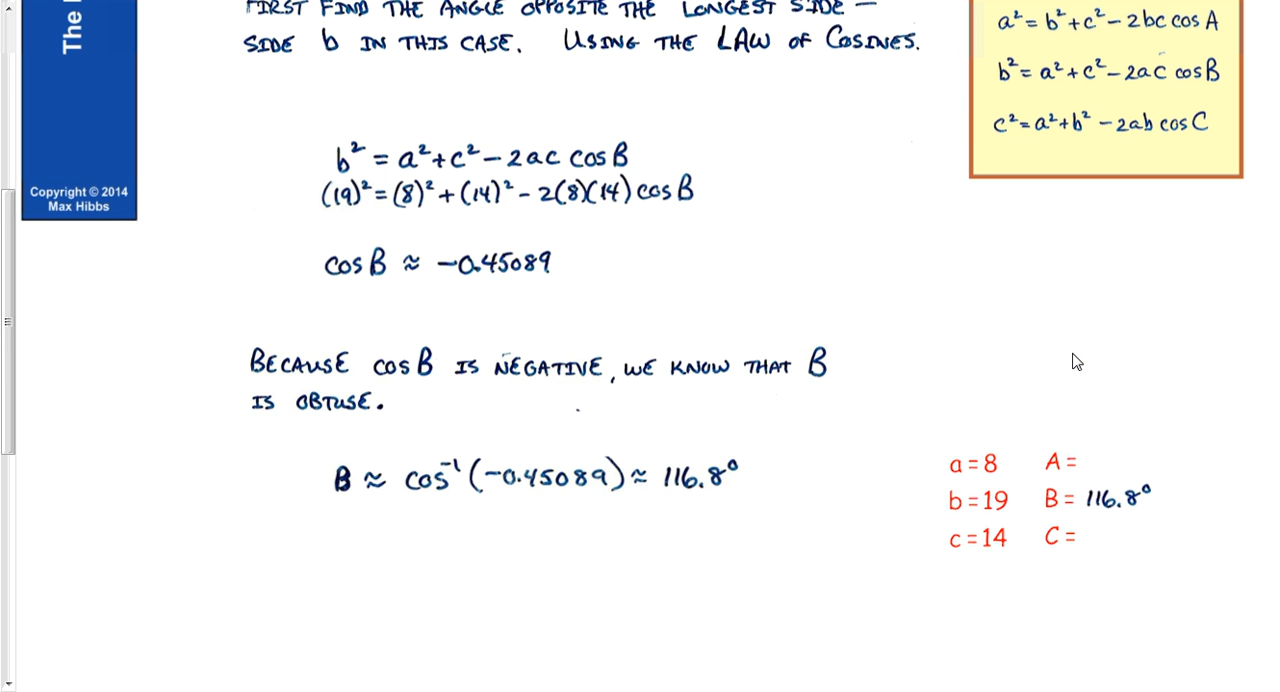 FIRST FIND THE ANGLE OPPOSITE THE LONGEST SIDE –
SIDE b IN THIS CASE. USING THE LAW OF COSINES.
a² = b² + c² – 2bc cos A
b² = a² + c² – 2ac cos B
c² = a² + b² – 2ab cos C
The
Copyright © 2014
Max Hibbs
b² = a² + c² – 2ac cos B
(19)² = (8)² + (14)² – 2(8)(14) cos B
cos B ≈ –0.45089
BECAUSE cos B IS NEGATIVE, WE KNOW THAT B
IS OBTUSE.
B ≈ cos⁻¹(–0.45089) ≈ 116.8°
a = 8 A =
b = 19 B = 116.8°
c = 14 C =